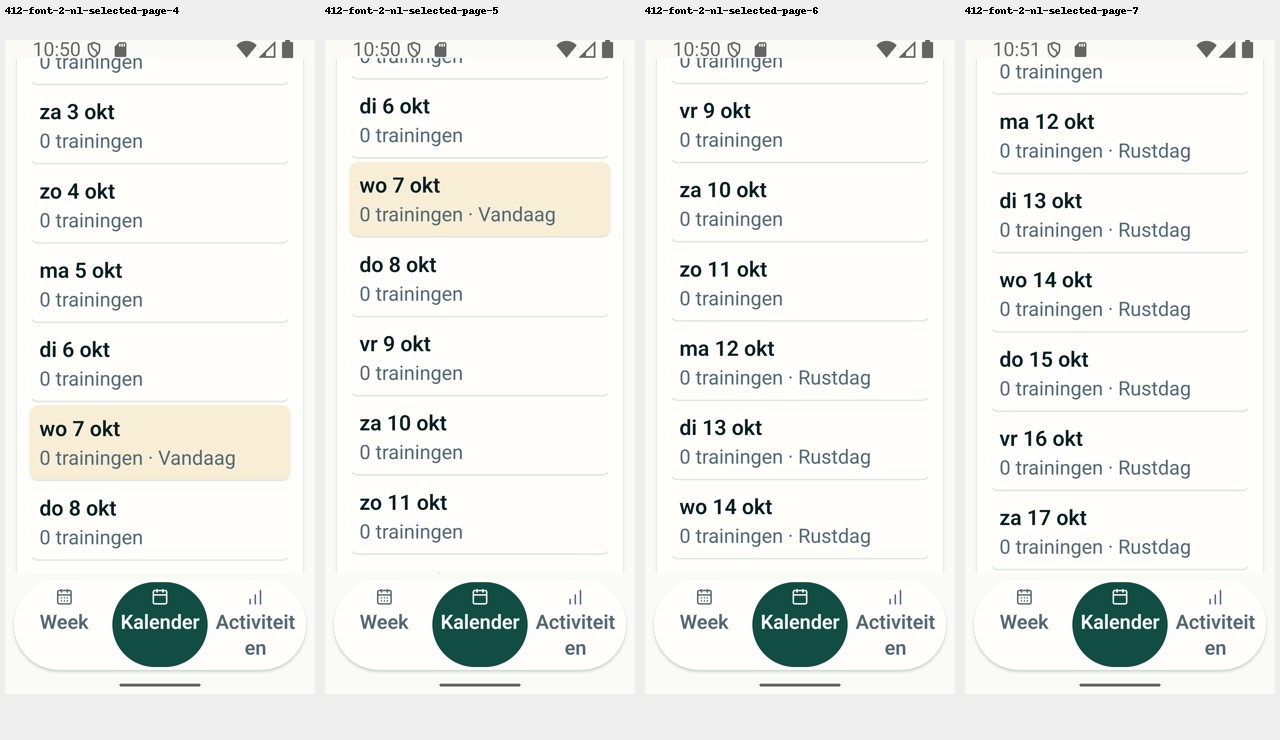 412-font-2-nl-selected-page-4
10:50
0 trainingen
za 3 okt
0 trainingen
zo 4 okt
0 trainingen
ma 5 okt
0 trainingen
di 6 okt
0 trainingen
wo 7 okt
0 trainingen · Vandaag
do 8 okt
0 trainingen
Week
Kalender
Activiteit
en
412-font-2-nl-selected-page-5
10:50
0 trainingen
di 6 okt
0 trainingen
wo 7 okt
0 trainingen · Vandaag
do 8 okt
0 trainingen
vr 9 okt
0 trainingen
za 10 okt
0 trainingen
zo 11 okt
0 trainingen
Week
Kalender
Activiteit
en
412-font-2-nl-selected-page-6
10:50
0 trainingen
vr 9 okt
0 trainingen
za 10 okt
0 trainingen
zo 11 okt
0 trainingen
ma 12 okt
0 trainingen · Rustdag
di 13 okt
0 trainingen · Rustdag
wo 14 okt
0 trainingen · Rustdag
Week
Kalender
Activiteit
en
412-font-2-nl-selected-page-7
10:51
0 trainingen
ma 12 okt
0 trainingen · Rustdag
di 13 okt
0 trainingen · Rustdag
wo 14 okt
0 trainingen · Rustdag
do 15 okt
0 trainingen · Rustdag
vr 16 okt
0 trainingen · Rustdag
za 17 okt
0 trainingen · Rustdag
Week
Kalender
Activiteit
en